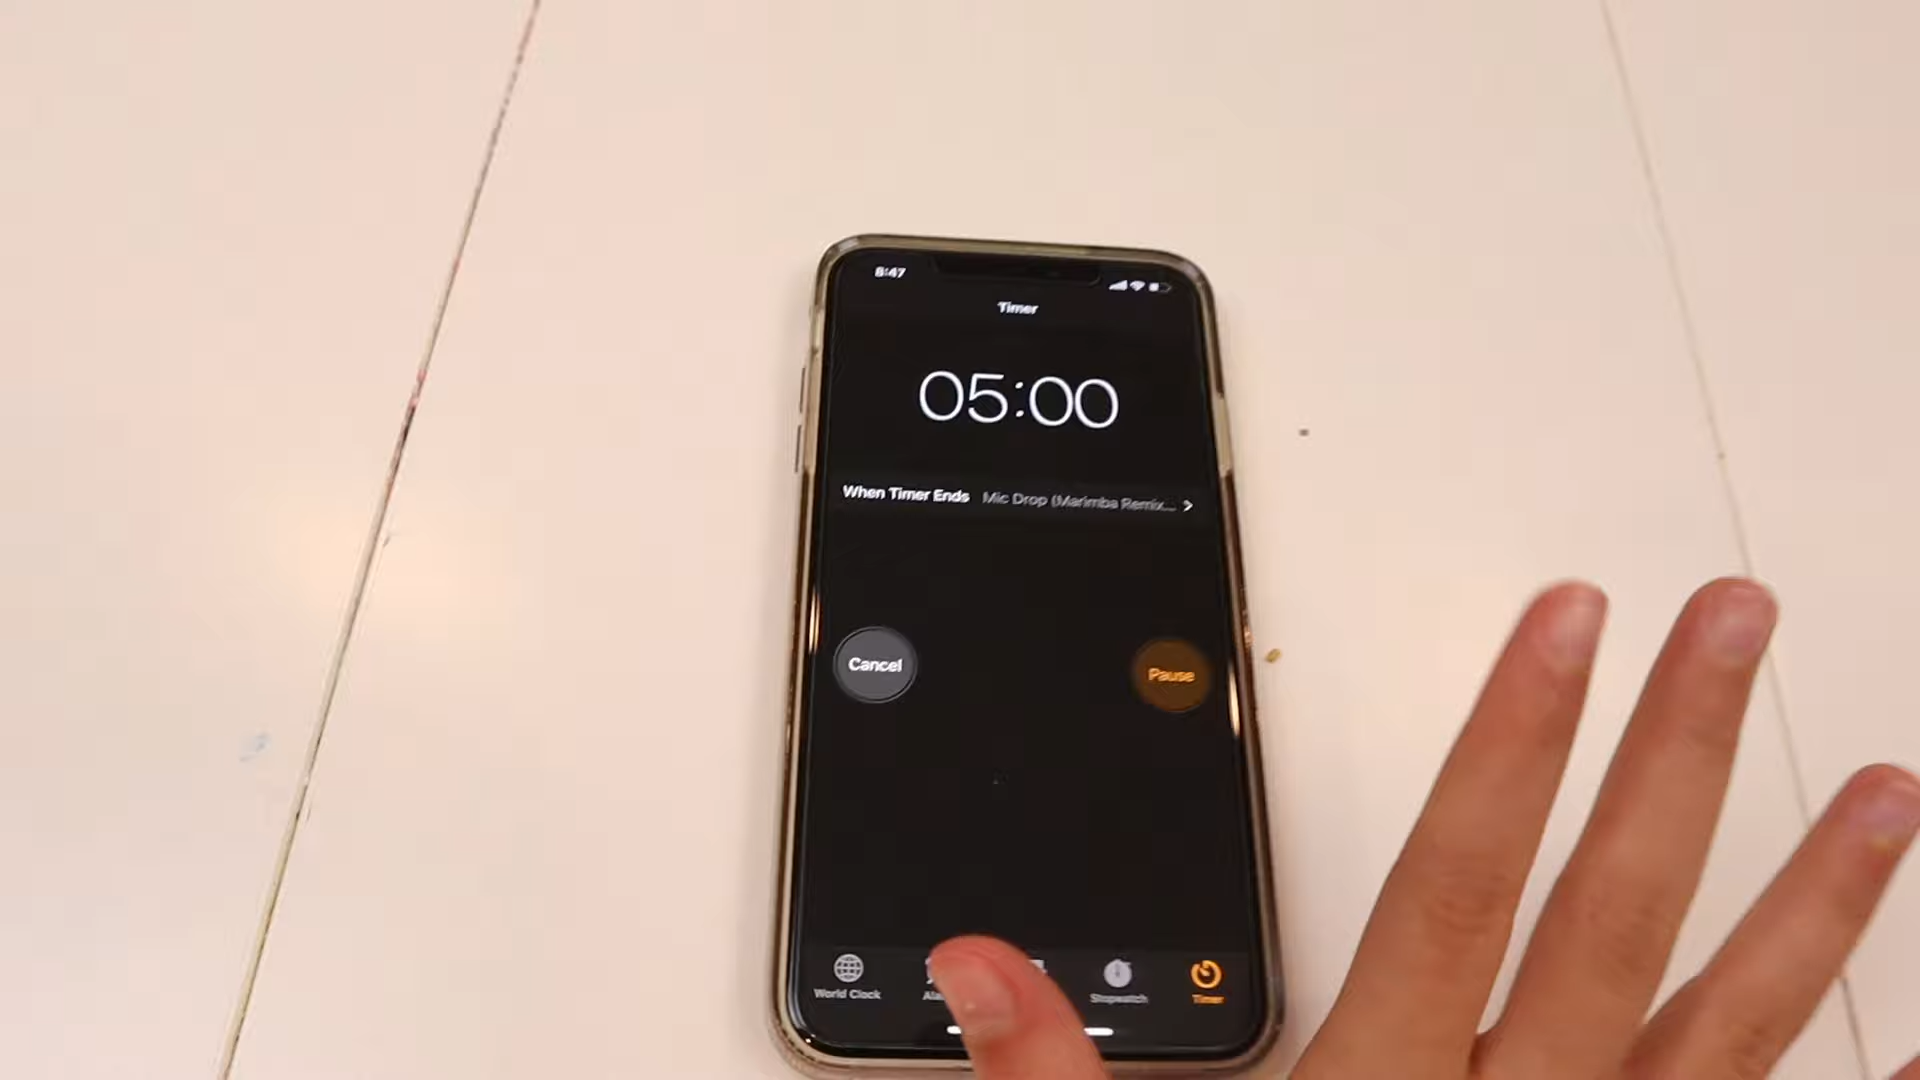 8:47
Timer
05:00
When Timer Ends Mic Drop (Marimba Remix...
Cancel
Pause
World Clock
Stopwatch
Timer